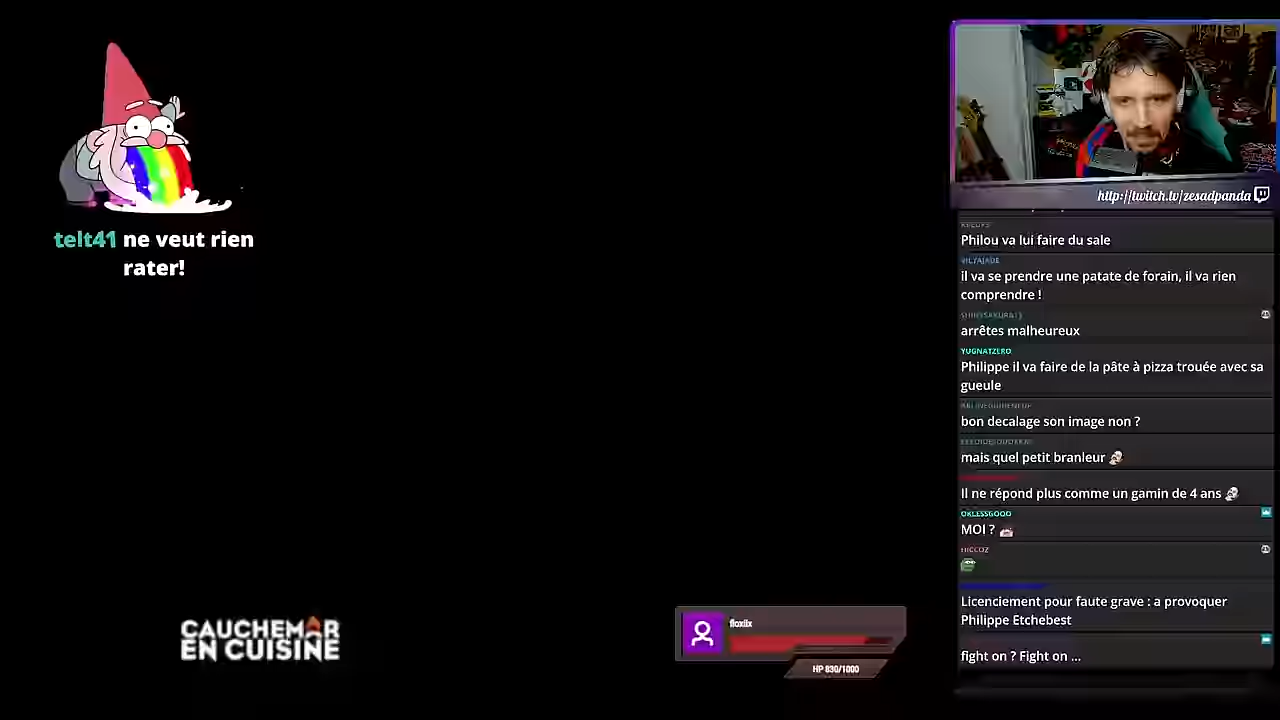 telt41 ne veut rien
rater!
CAUCHEMAR
EN CUISINE
floxiix
HP 830/1000
http://twitch.tv/zesadpanda
Philou va lui faire du sale
il va se prendre une patate de forain, il va rien
comprendre !
arrêtes malheureux
YUGNATZERO
Philippe il va faire de la pâte à pizza trouée avec sa
gueule
bon decalage son image non ?
mais quel petit branleur
Il ne répond plus comme un gamin de 4 ans
MOI ?
HICCOZ
Licenciement pour faute grave : a provoquer
Philippe Etchebest
fight on ? Fight on ...